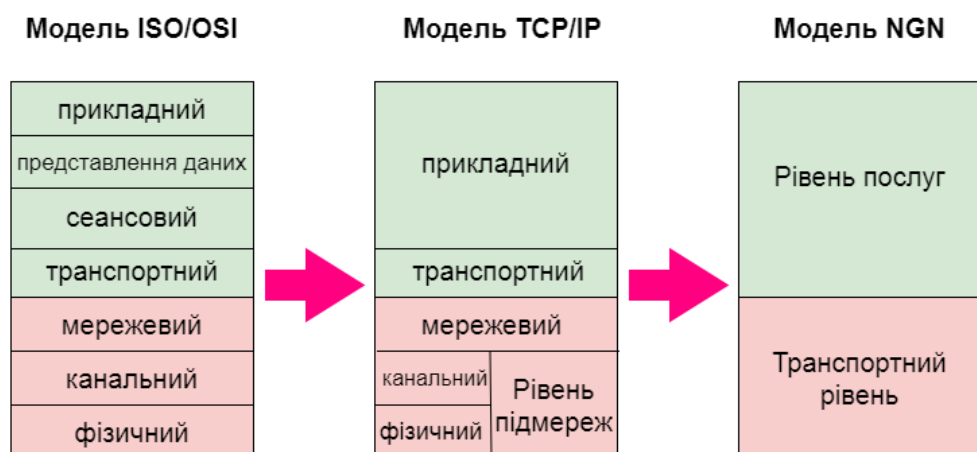 Модель ISO/OSI
прикладний
представлення даних
сеансовий
транспортний
мережевий
канальний
фізичний
Модель TCP/IP
прикладний
транспортний
мережевий
канальний
фізичний
Рівень
підмереж
Модель NGN
Рівень послуг
Транспортний
рівень